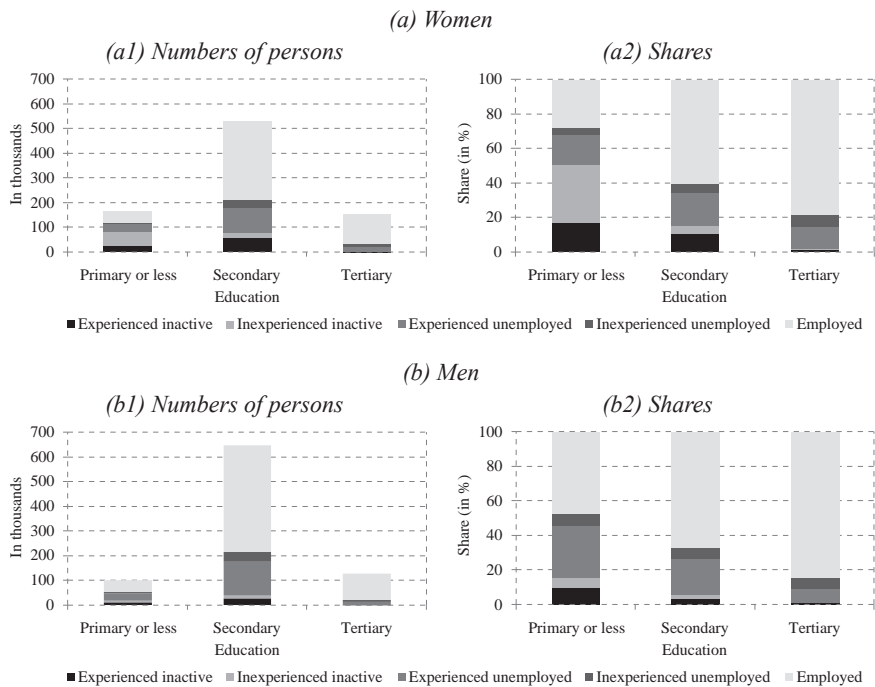 (a) Women
(a1) Numbers of persons
700
600
500
400
300
200
100
0
In thousands
Primary or less
Secondary
Tertiary
Education
(a2) Shares
100
80
60
40
20
0
Share (in %)
Primary or less
Secondary
Tertiary
Education
Experienced inactive
Inexperienced inactive
Experienced unemployed
Inexperienced unemployed
Employed
(b) Men
(b1) Numbers of persons
700
600
500
400
300
200
100
0
In thousands
Primary or less
Secondary
Tertiary
Education
(b2) Shares
100
80
60
40
20
0
Share (in %)
Primary or less
Secondary
Tertiary
Education
Experienced inactive
Inexperienced inactive
Experienced unemployed
Inexperienced unemployed
Employed